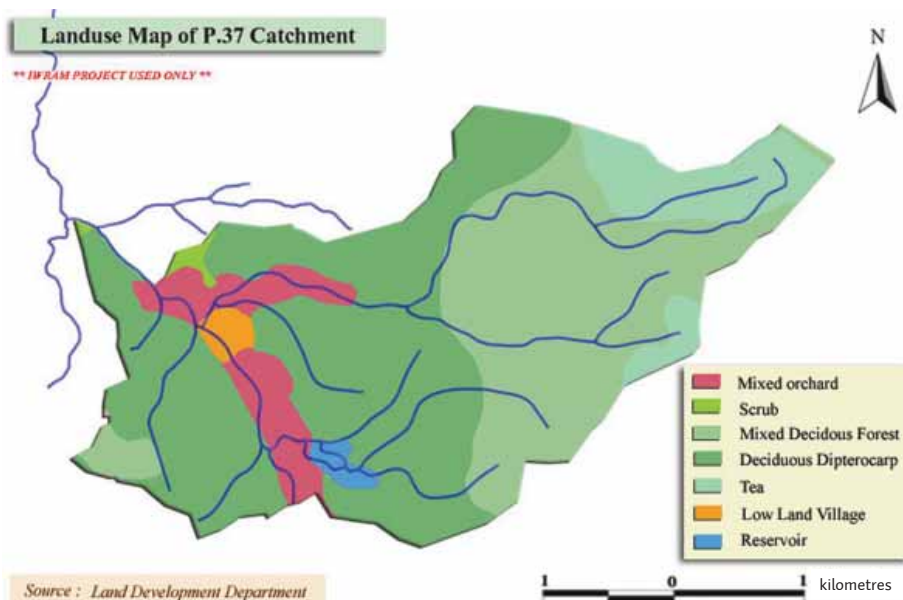 Landuse Map of P.37 Catchment
** IWRAM PROJECT USED ONLY **
N
Mixed orchard
Scrub
Mixed Decidous Forest
Deciduous Dipterocarp
Tea
Low Land Village
Reservoir
1 0 1 kilometres
Source : Land Development Department